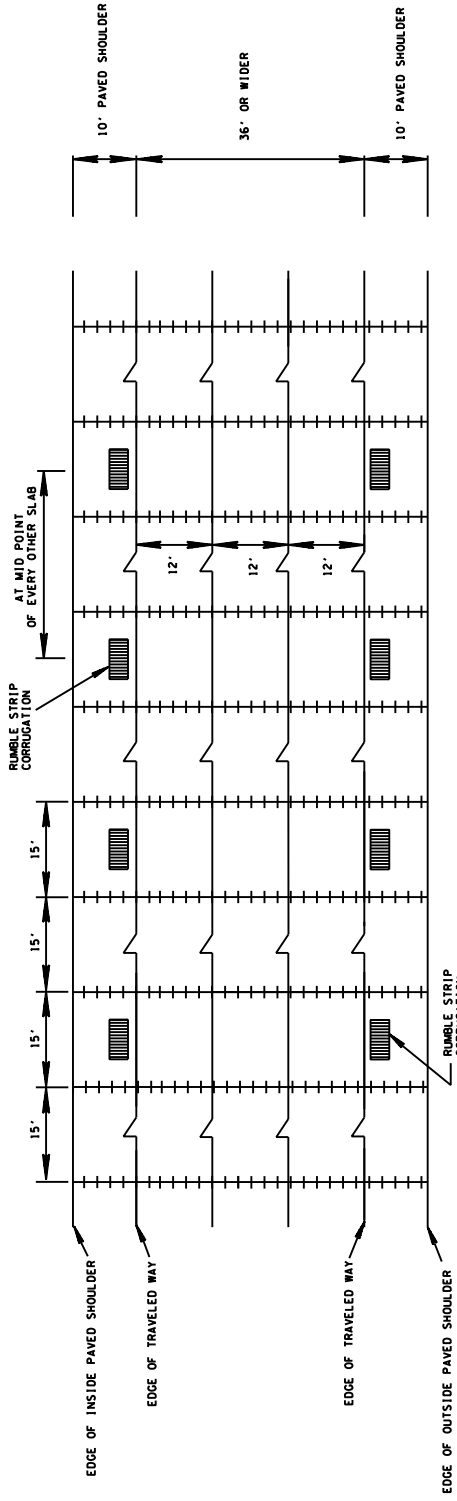 10' PAVED SHOULDER
36' OR WIDER
10' PAVED SHOULDER
AT MID POINT
OF EVERY OTHER SLAB
RUMBLE STRIP
CORRUGATION
12'
12'
12'
15'
15'
15'
15'
RUMBLE STRIP
EDGE OF INSIDE PAVED SHOULDER
EDGE OF TRAVELED WAY
EDGE OF TRAVELED WAY
EDGE OF OUTSIDE PAVED SHOULDER